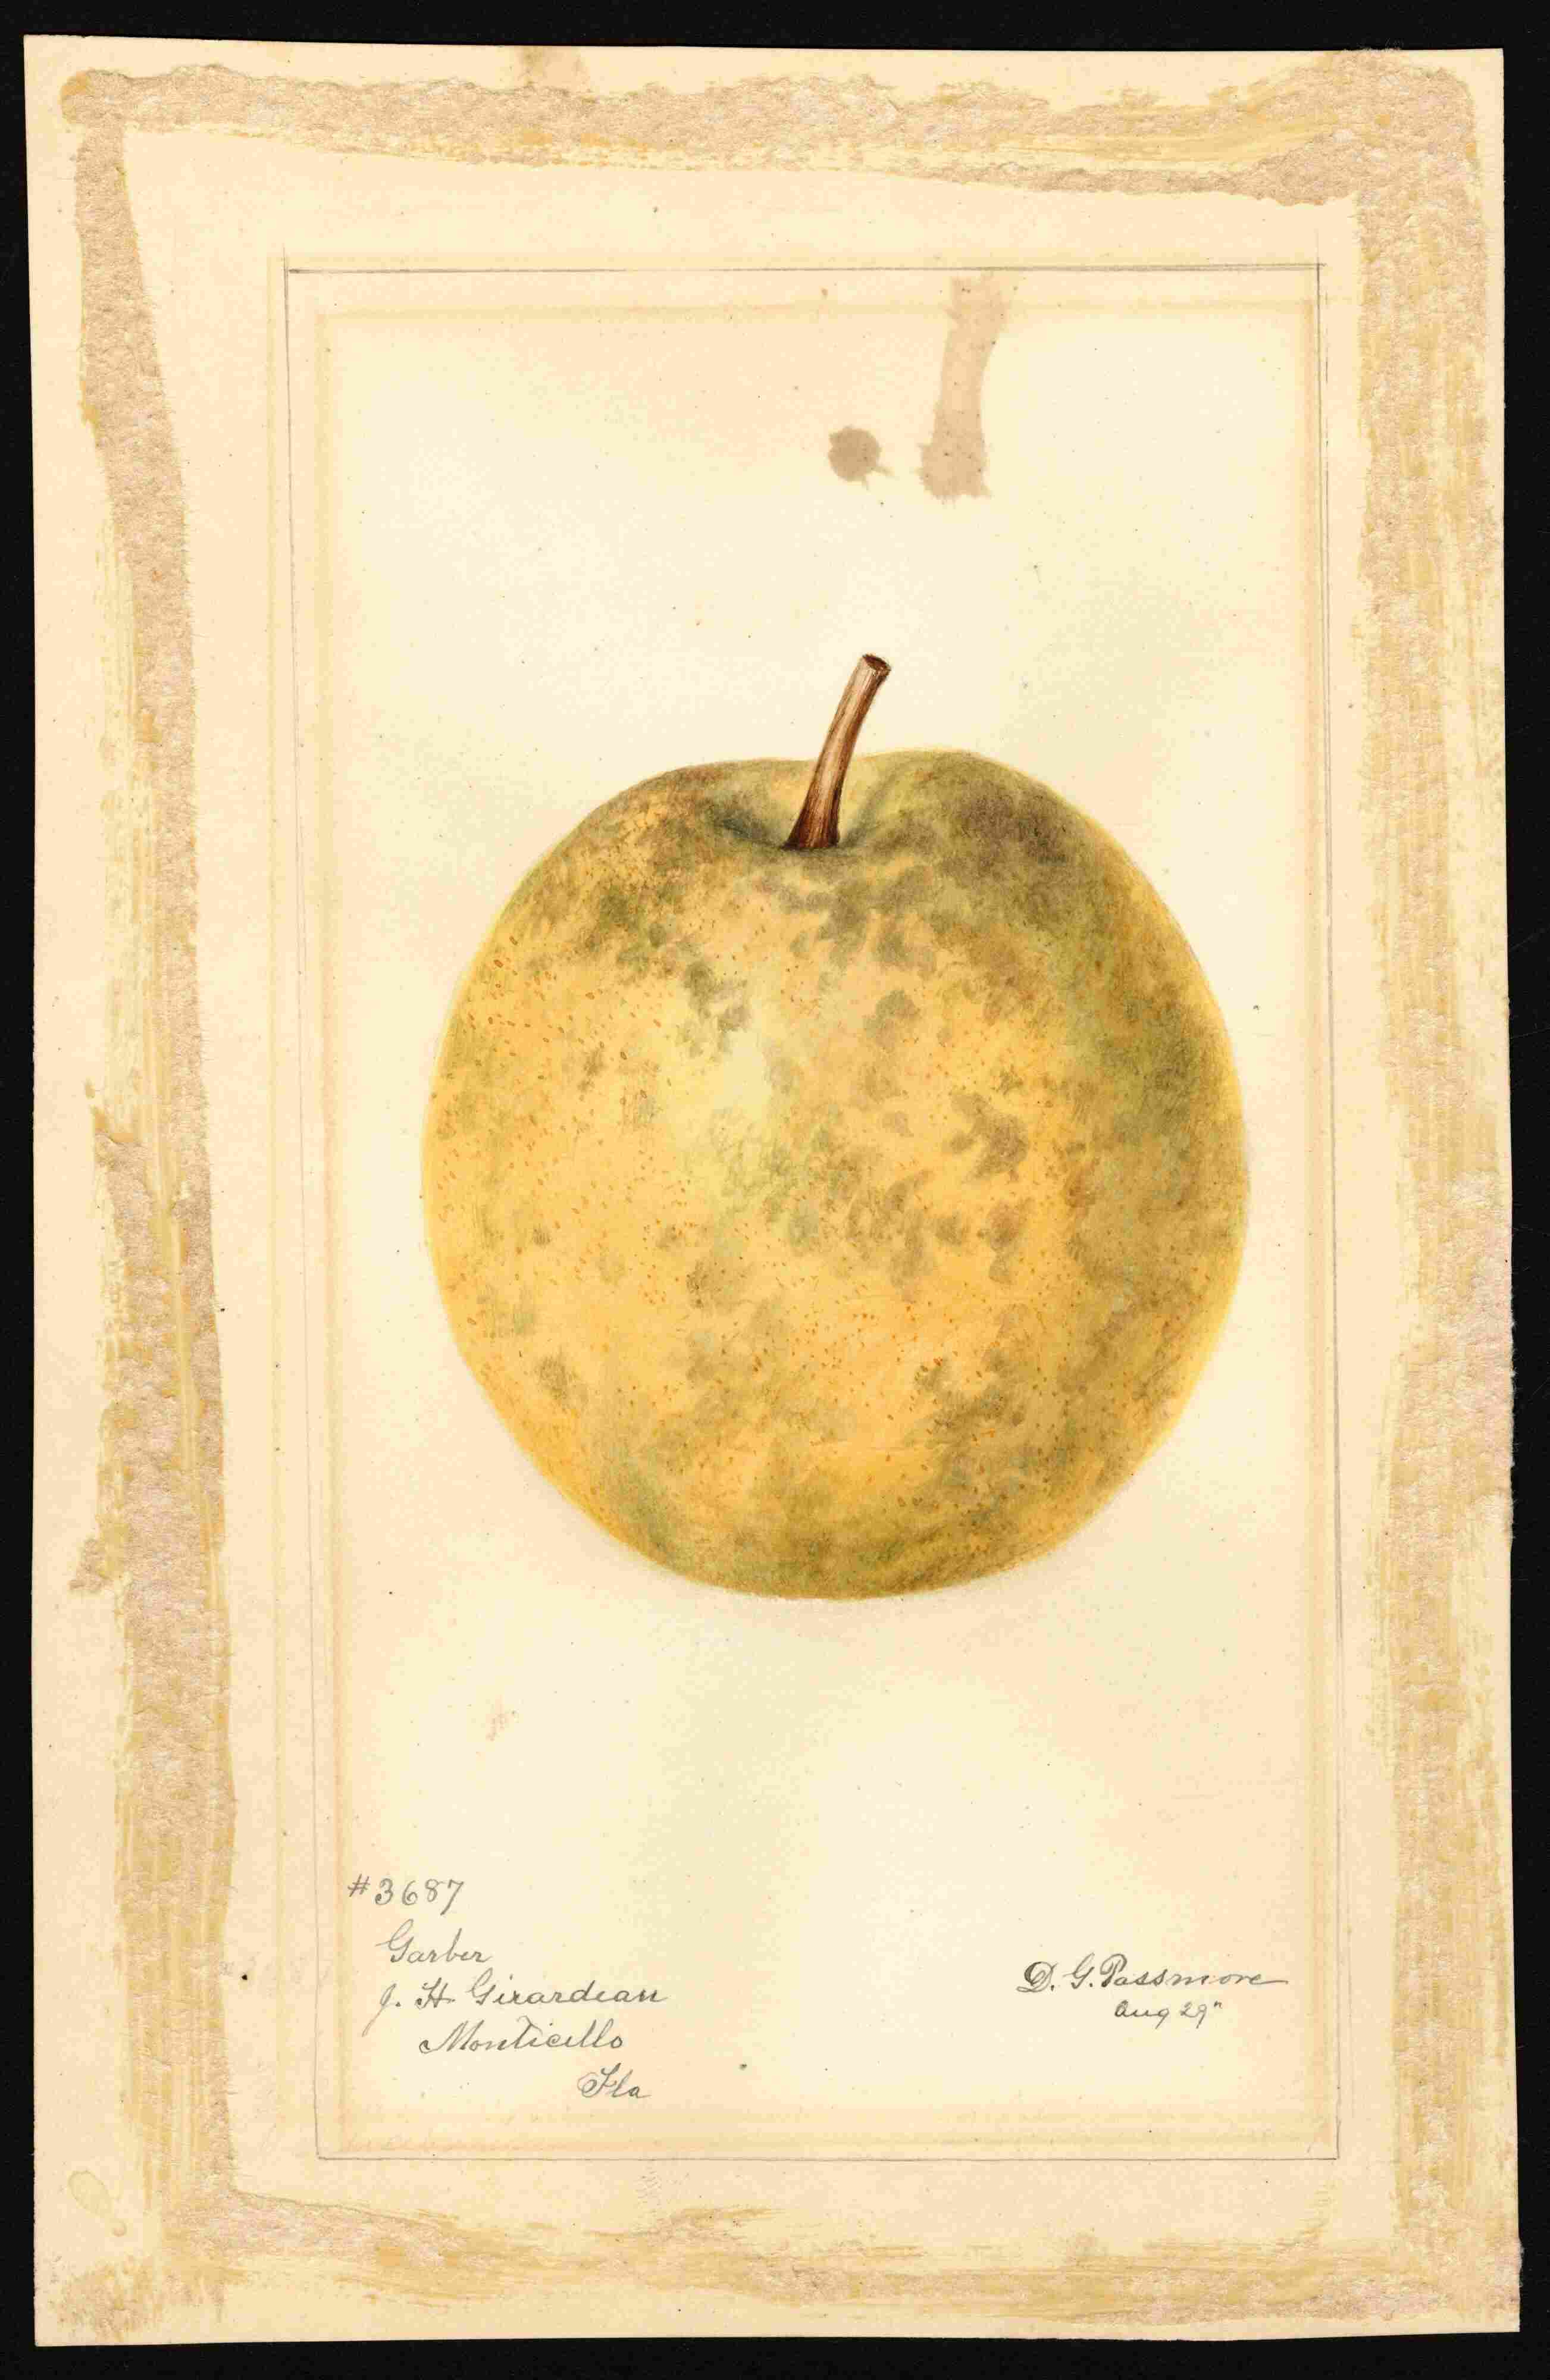 #3687
Garber
J. H. Girardeau
Monticello
Fla
D. G. Passmore
Aug 29"